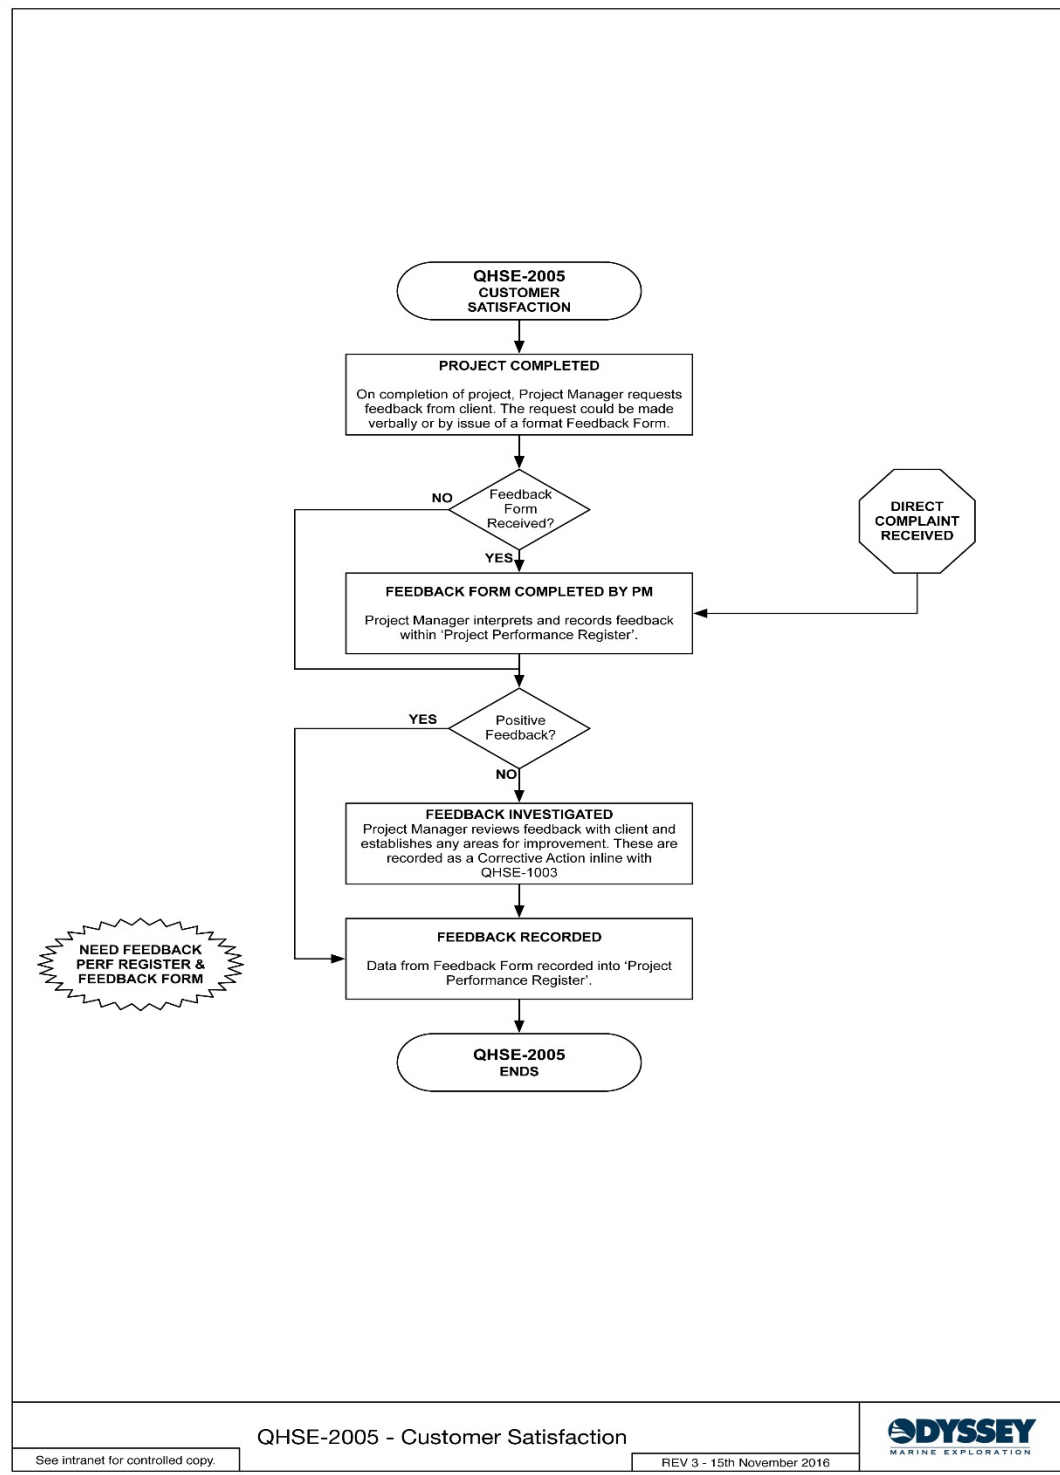 QHSE-2005
CUSTOMER
SATISFACTION
PROJECT COMPLETED
On completion of project, Project Manager requests
feedback from client. The request could be made
verbally or by issue of a format Feedback Form.
NO
Feedback
Form
Received?
DIRECT
COMPLAINT
RECEIVED
YES
FEEDBACK FORM COMPLETED BY PM
Project Manager interprets and records feedback
within ‘Project Performance Register’.
YES
Positive
Feedback?
NO
FEEDBACK INVESTIGATED
Project Manager reviews feedback with client and
establishes any areas for improvement. These are
recorded as a Corrective Action inline with
QHSE-1003
FEEDBACK RECORDED
Data from Feedback Form recorded into ‘Project
Performance Register’.
NEED FEEDBACK
PERF REGISTER &
FEEDBACK FORM
QHSE-2005
ENDS
QHSE-2005 - Customer Satisfaction
See intranet for controlled copy.
REV 3 - 15th November 2016
ODYSSEY
MARINE EXPLORATION